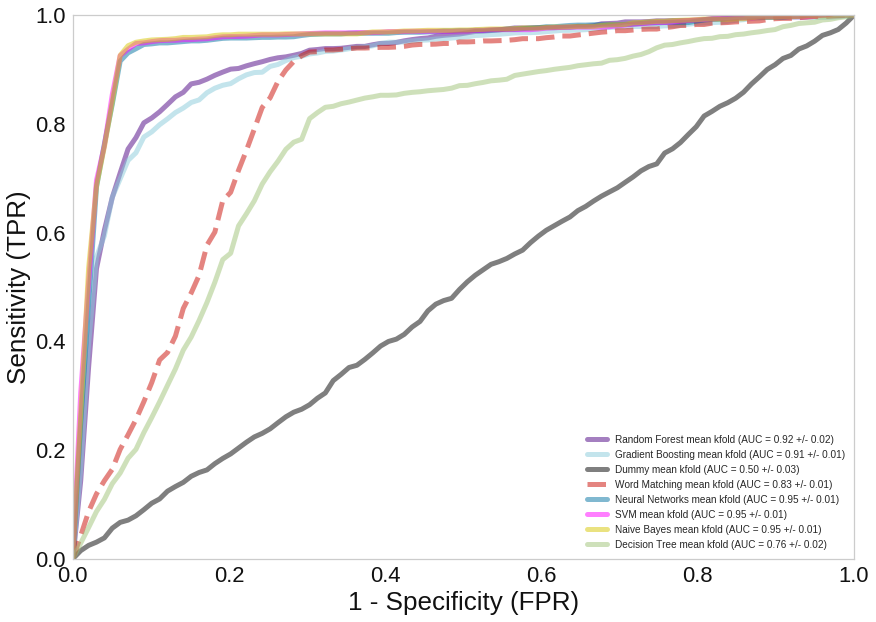 1.0
0.8
0.6
0.4
0.2
0.0
Sensitivity (TPR)
Random Forest mean kfold (AUC = 0.92 +/- 0.02)
Gradient Boosting mean kfold (AUC = 0.91 +/- 0.01)
Dummy mean kfold (AUC = 0.50 +/- 0.03)
Word Matching mean kfold (AUC = 0.83 +/- 0.01)
Neural Networks mean kfold (AUC = 0.95 +/- 0.01)
SVM mean kfold (AUC = 0.95 +/- 0.01)
Naive Bayes mean kfold (AUC = 0.95 +/- 0.01)
Decision Tree mean kfold (AUC = 0.76 +/- 0.02)
0.0 0.2 0.4 0.6 0.8 1.0
1 - Specificity (FPR)